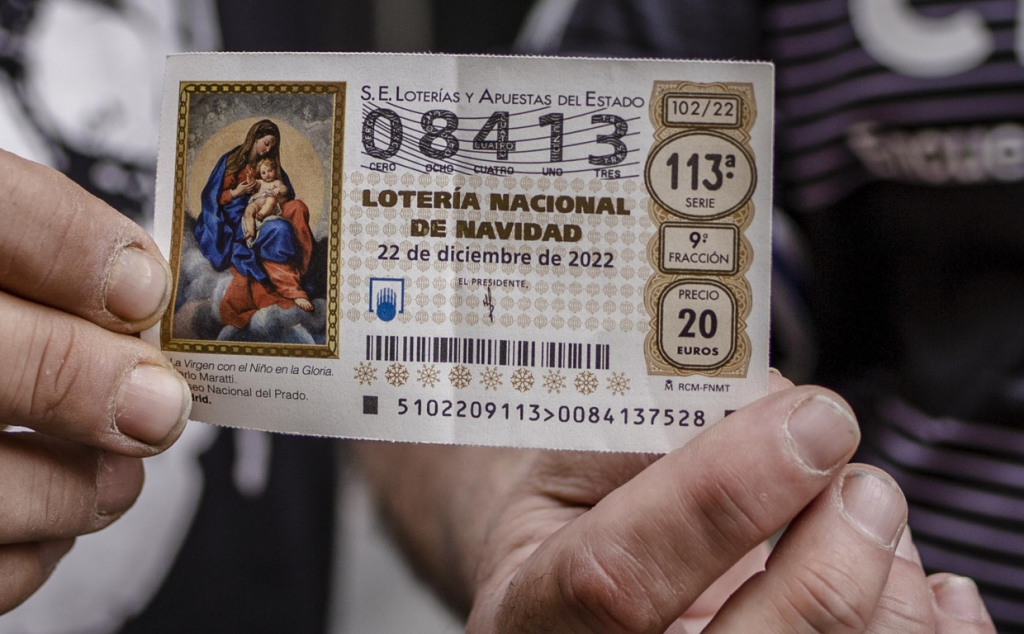 S.E. LOTERÍAS Y APUESTAS DEL ESTADO
08413
CERO OCHO CUATRO UNO TRES
LOTERÍA NACIONAL
DE NAVIDAD
22 de diciembre de 2022
EL PRESIDENTE,
102/22
113ª
SERIE
9ª
FRACCIÓN
PRECIO
20
EUROS
RCM-FNMT
La Virgen con el Niño en la Gloria.
Maratti.
Nacional del Prado.
5102209113>0084137528